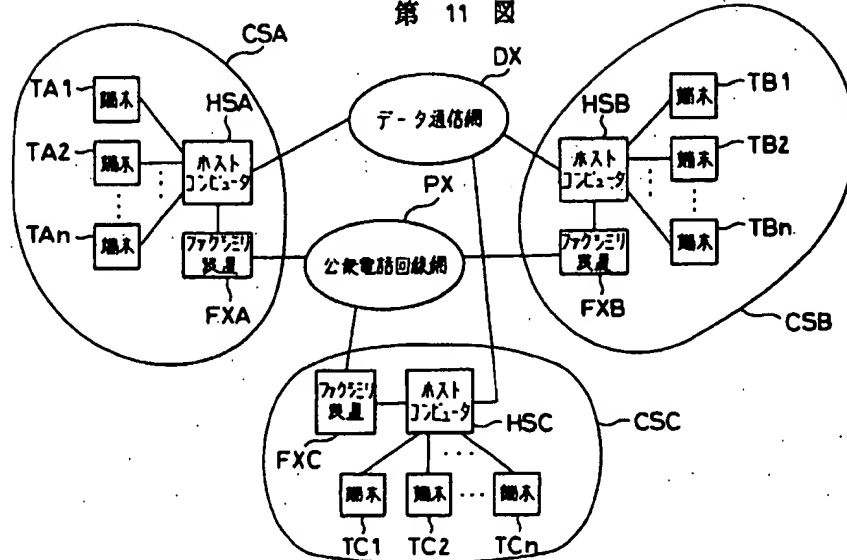 第 11 図
CSA
DX
TA1
端末
HSA
データ通信網
HSB
端末
TB1
TA2
端末
ホスト
コンピュータ
ホスト
コンピュータ
端末
TB2
PX
TAn
端末
ファクシミリ
装置
公衆電話回線網
ファクシミリ
装置
端末
TBn
FXA
FXB
CSB
ファクシミリ
装置
ホスト
コンピュータ
HSC
CSC
FXC
端末
端末
端末
TC1
TC2
TCn